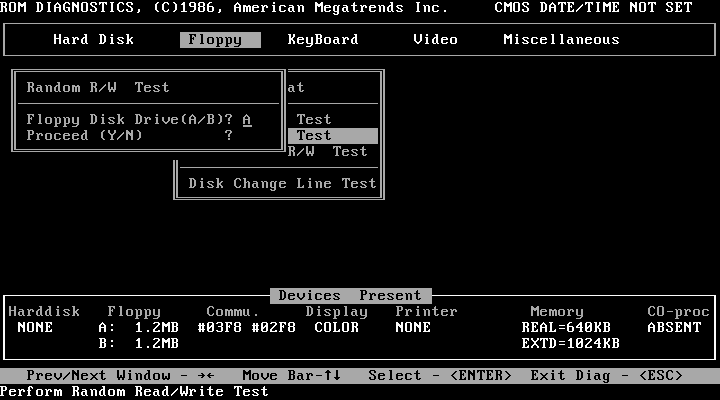 ROM DIAGNOSTICS, (C)1986, American Megatrends Inc. CMOS DATE/TIME NOT SET
Hard Disk Floppy KeyBoard Video Miscellaneous
Random R/W Test
Floppy Disk Drive(A/B)? A
Proceed (Y/N) ?
at
Test
Test
R/W Test
Disk Change Line Test
Devices Present
Harddisk Floppy Commu. Display Printer Memory CO-proc
NONE A: 1.2MB #03F8 #02F8 COLOR NONE REAL=640KB ABSENT
B: 1.2MB EXTD=1024KB
Prev/Next Window - →← Move Bar-↑↓ Select - <ENTER> Exit Diag - <ESC>
Perform Random Read/Write Test